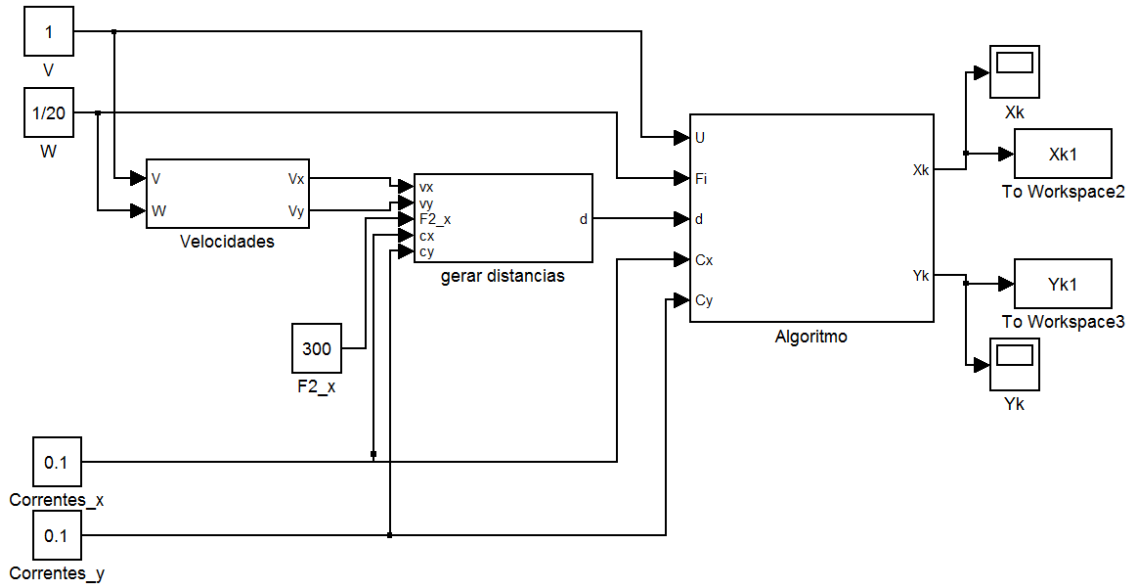 1
V
1/20
W
V
W
Vx
Vy
Velocidades
vx
vy
F2_x
cx
cy
d
gerar distancias
300
F2_x
0.1
Correntes_x
0.1
Correntes_y
U
Fi
d
Cx
Cy
Xk
Yk
Algoritmo
Xk
Xk1
To Workspace2
Yk1
To Workspace3
Yk